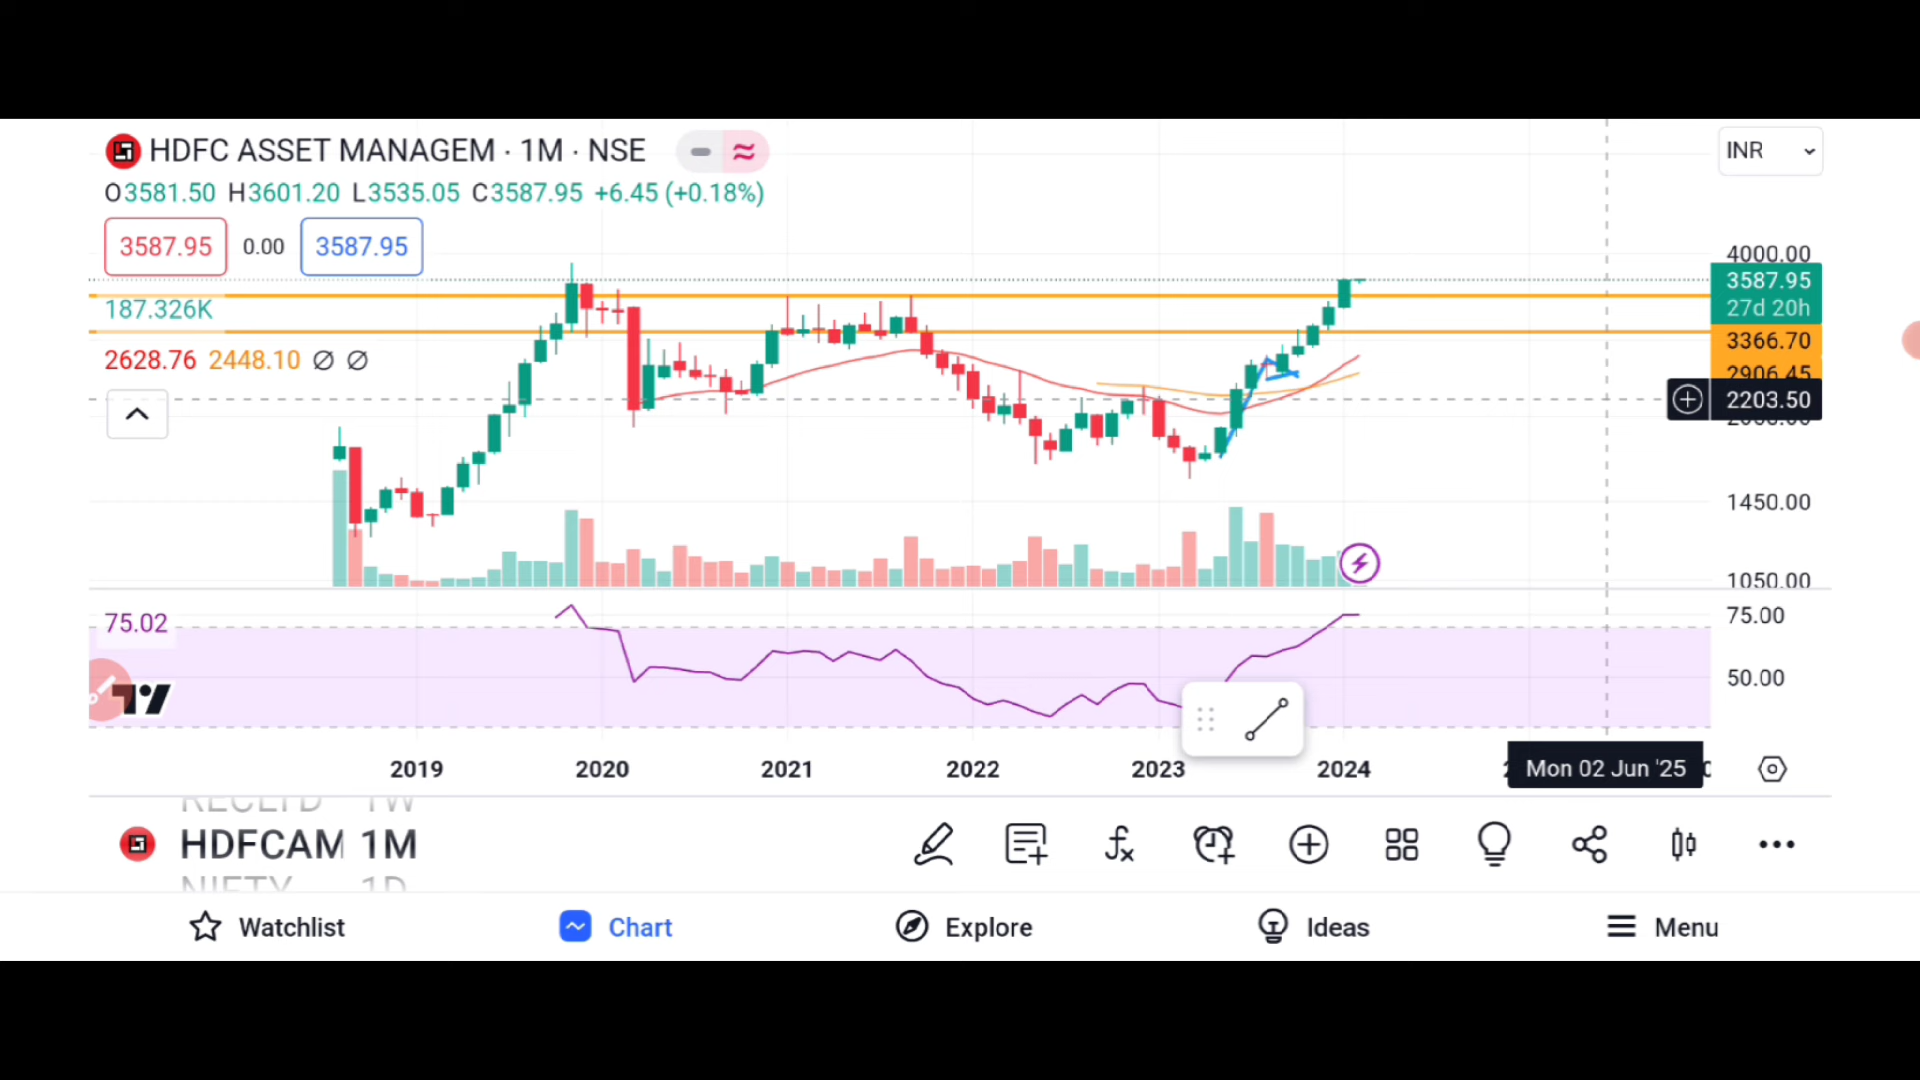 HDFC ASSET MANAGEM · 1M · NSE
INR
O3581.50 H3601.20 L3535.05 C3587.95 +6.45 (+0.18%)
3587.95 0.00 3587.95
4000.00
3587.95
27d 20h
187.326K
3366.70
2628.76 2448.10 Ø Ø
2906.45
2203.50
1450.00
1050.00
75.02
75.00
50.00
2019 2020 2021 2022 2023 2024 Mon 02 Jun '25
RECLTD 1W
HDFCAM 1M
NIFTY 1D
Watchlist Chart Explore Ideas Menu